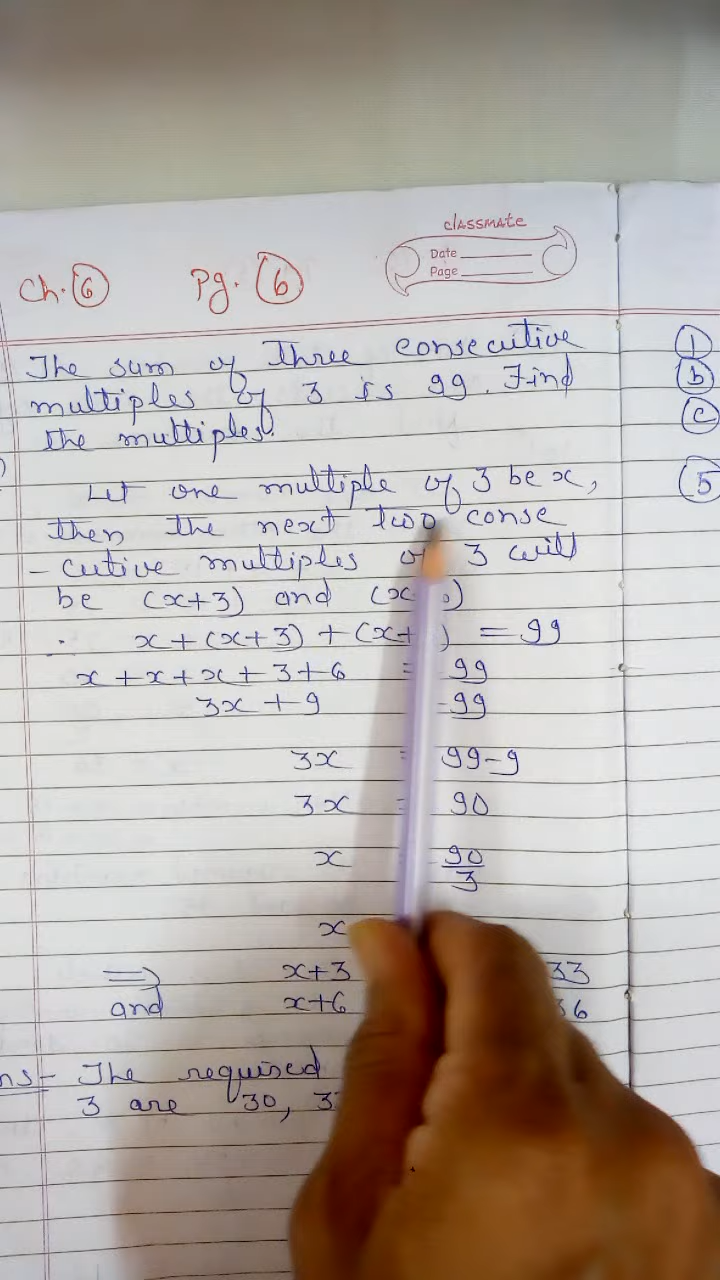 classmate
Date
Page
Ch. 6 Pg. 6
The sum of three consecutive
multiples of 3 is 99. Find
the multiples.
Let one multiple of 3 be x,
then the next two conse
- cutive multiples of 3 will
be (x+3) and (x
∴ x + (x+3) + (x+ ) = 99
x + x + x + 3 + 6 = 99
3x + 9 = 99
3x = 99-9
3x = 90
x 90/3
x
⇒ x+3 33
and x+6 36
ns - The required
3 are 30, 3
1
b
c
5